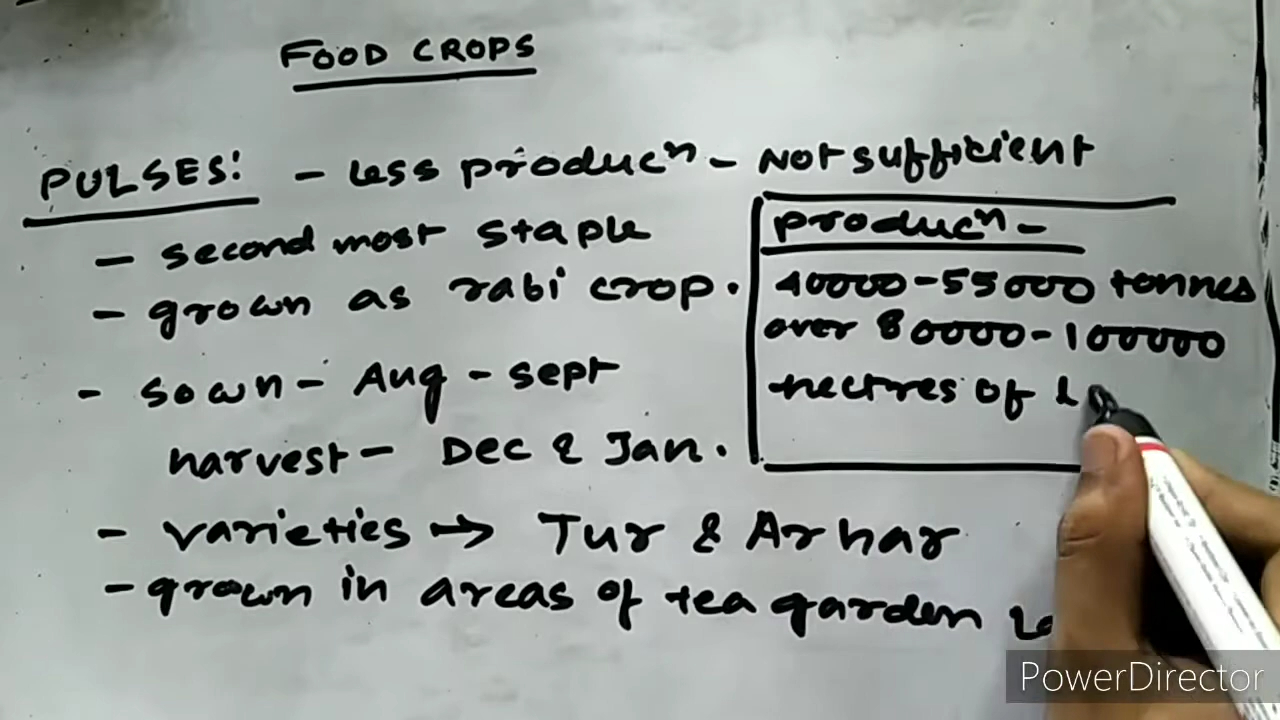 FOOD CROPS
PULSES: - Less producⁿ - Not sufficient
- second most staple
- grown as rabi crop.
- sown - Aug - sept
harvest - Dec & Jan.
producⁿ -
40000-55000 tonnes
over 80000-100000
hectres of
- varieties → Tur & Arhar
- grown in areas of tea garden
PowerDirector